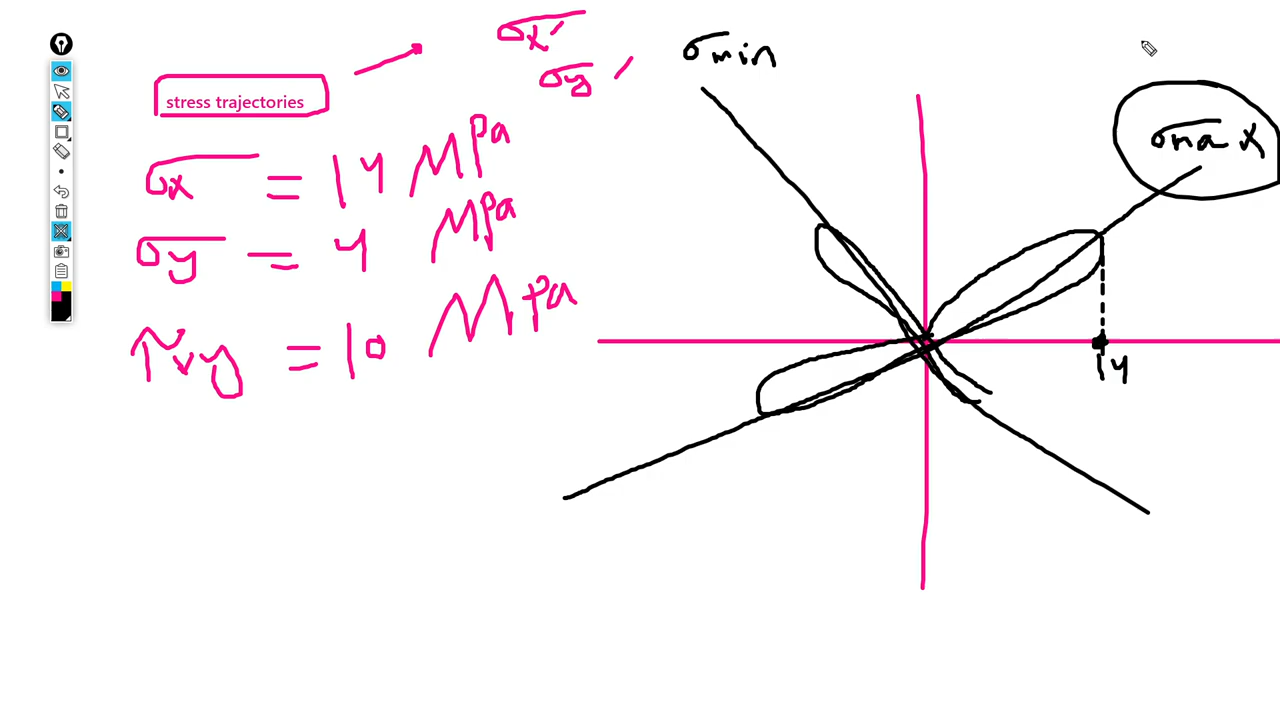 σx′
σy′
stress trajectories
σx = 14 MPa
σy = 4 MPa
τxy = 10 MPa
σmin
σmax
14